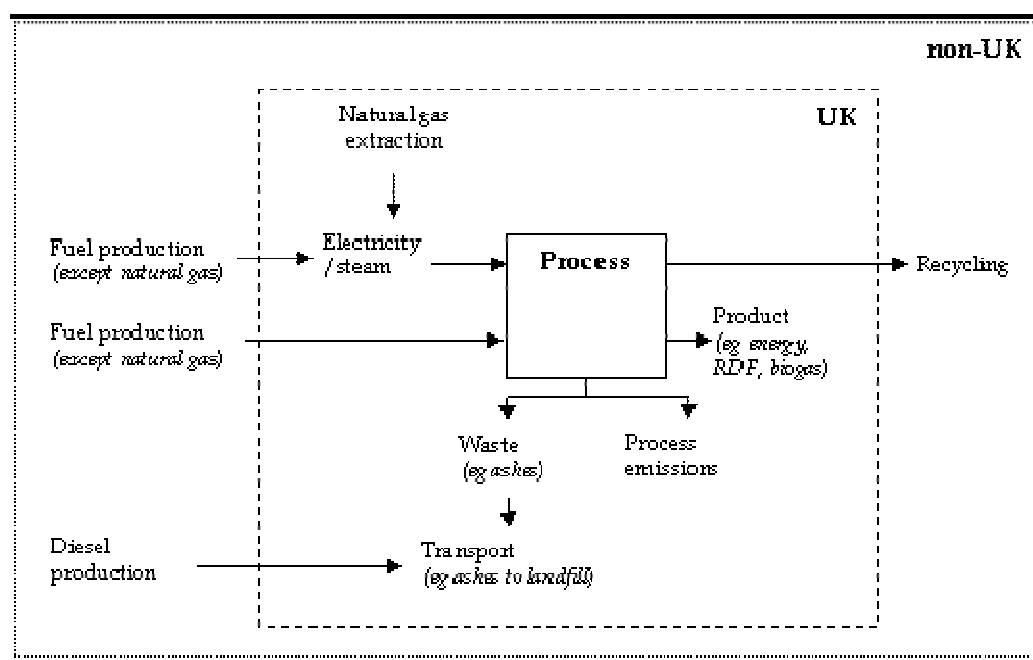 non-UK
UK
Natural gas
extraction
Fuel production
(except natural gas)
Electricity
/steam
Process
Recycling
Fuel production
(except natural gas)
Product
(eg energy,
RDF, biogas)
Waste
(eg ashes)
Process
emissions
Diesel
production
Transport
(eg ashes to landfill)